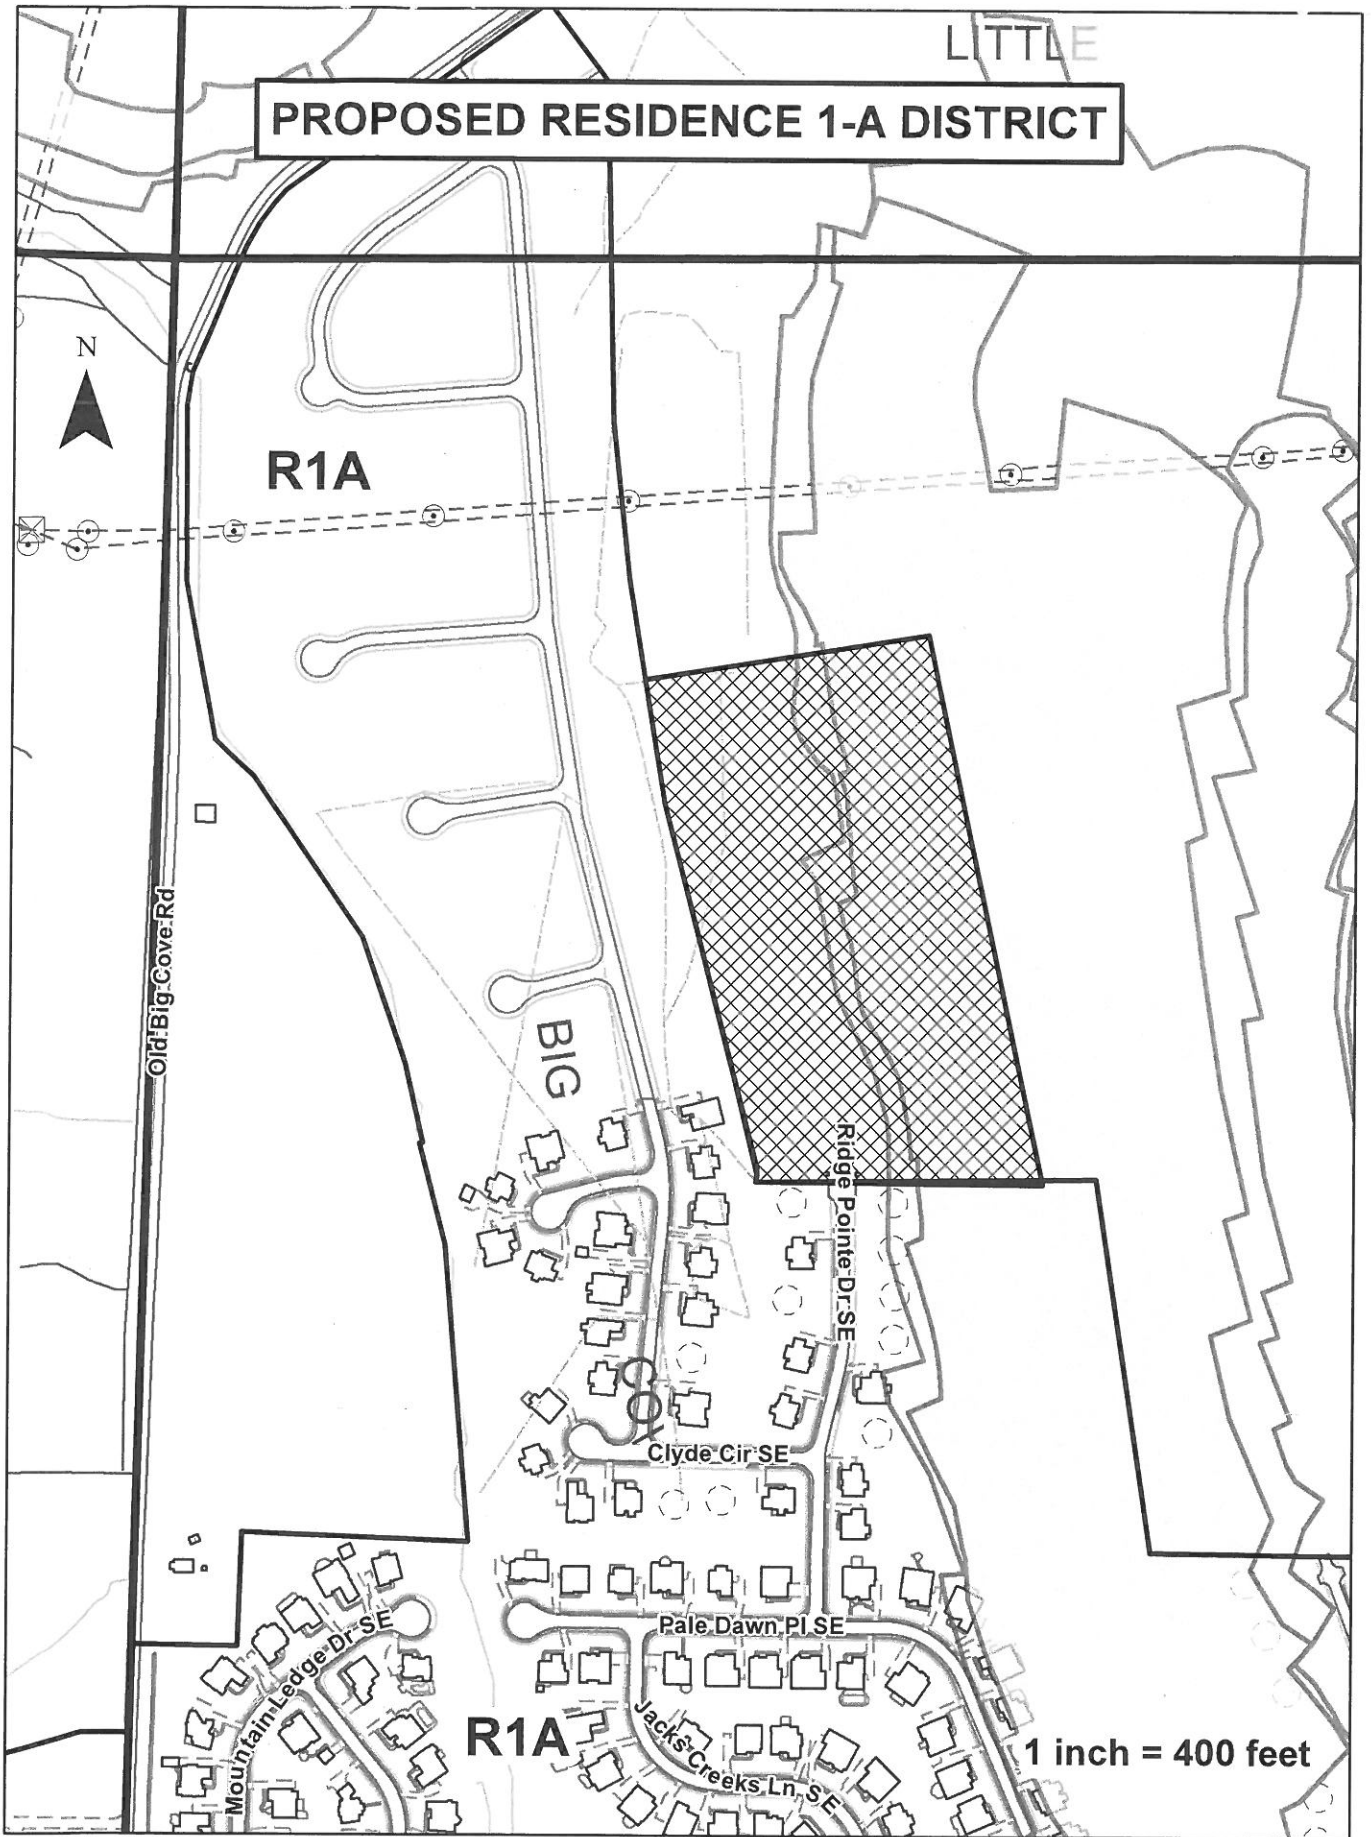 LITTLE
PROPOSED RESIDENCE 1-A DISTRICT
N
R1A
Old Big Cove Rd
BIG
Ridge Pointe Dr SE
COV
Clyde Cir SE
Pale Dawn Pl SE
Mountain Ledge Dr SE
R1A
Jacks Creeks Ln SE
1 inch = 400 feet